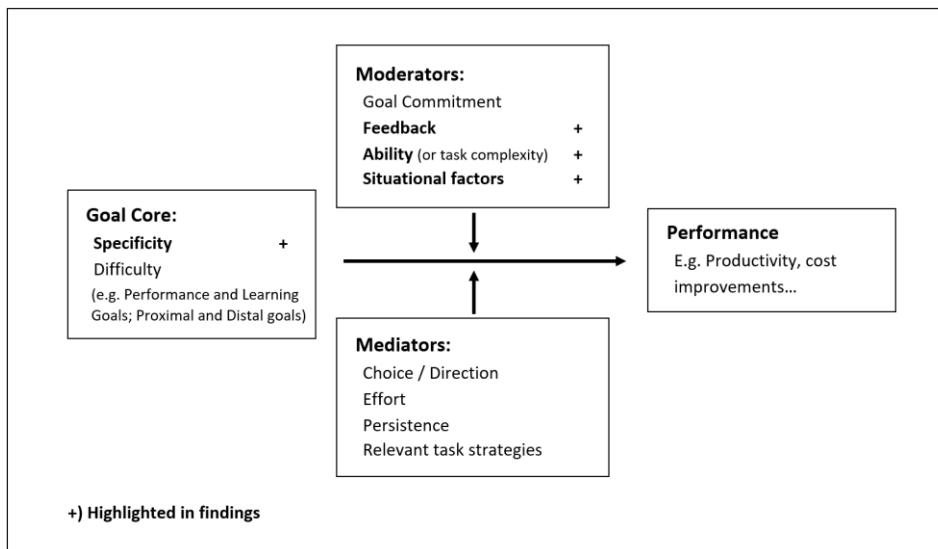 Moderators:
Goal Commitment
Feedback +
Ability (or task complexity) +
Situational factors +
Goal Core:
Specificity +
Difficulty
(e.g. Performance and Learning
Goals; Proximal and Distal goals)
Performance
E.g. Productivity, cost
improvements...
Mediators:
Choice / Direction
Effort
Persistence
Relevant task strategies
+) Highlighted in findings